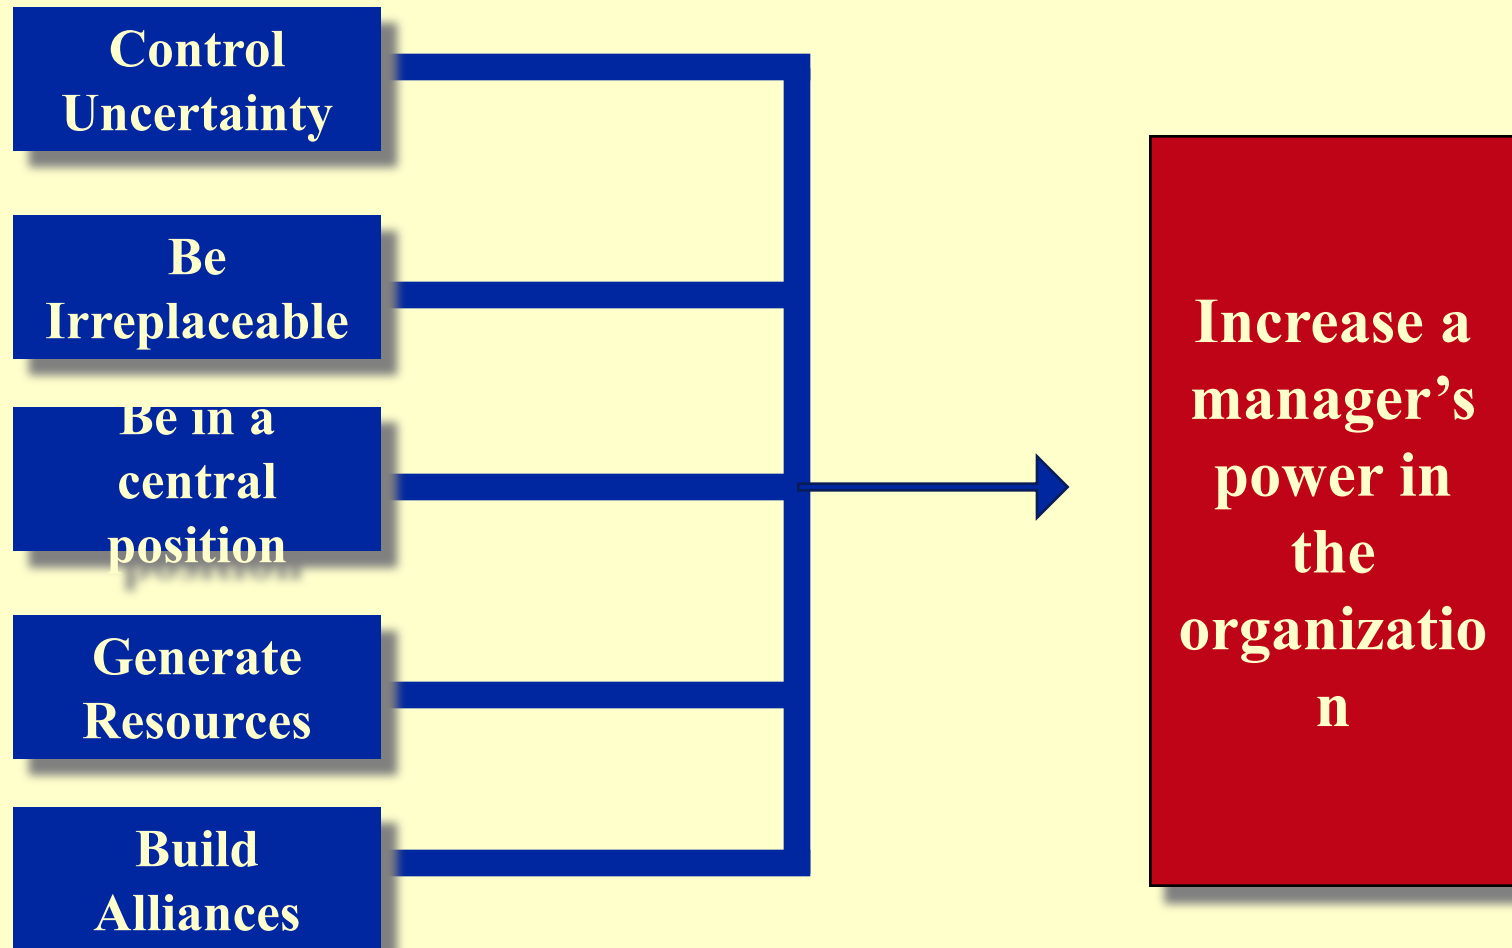 Control
Uncertainty
Be
Irreplaceable
Be in a
central
position
Generate
Resources
Build
Alliances
Increase a
manager’s
power in
the
organizatio
n